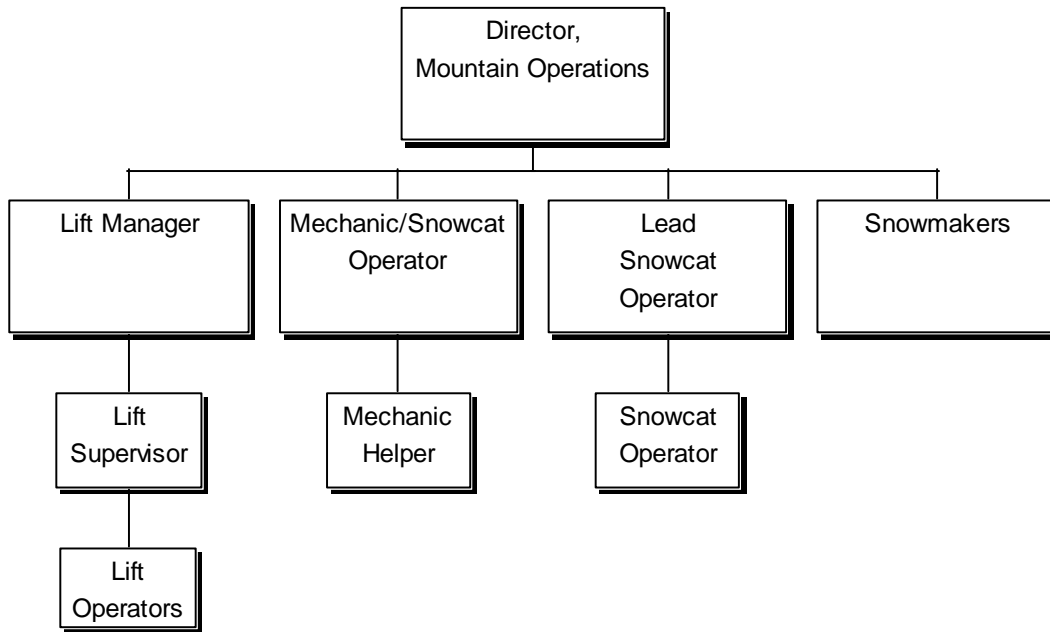 Director,
Mountain Operations
Lift Manager
Mechanic/Snowcat
Operator
Lead
Snowcat
Operator
Snowmakers
Lift
Supervisor
Mechanic
Helper
Snowcat
Operator
Lift
Operators